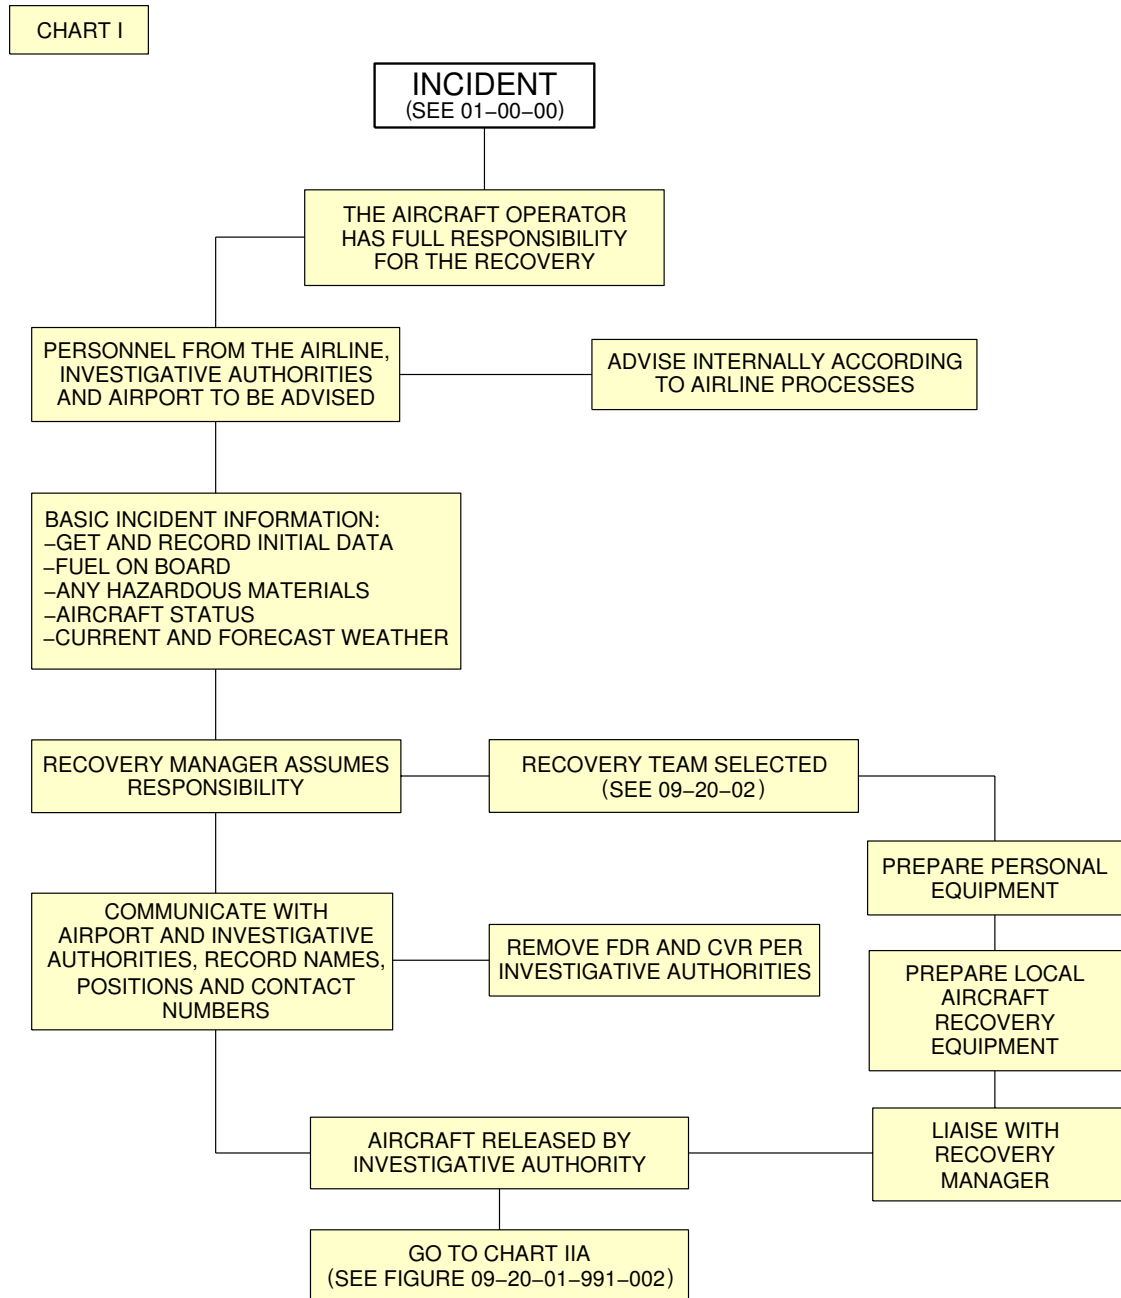 CHART I
INCIDENT
(SEE 01–00–00)
THE AIRCRAFT OPERATOR
HAS FULL RESPONSIBILITY
FOR THE RECOVERY
PERSONNEL FROM THE AIRLINE,
INVESTIGATIVE AUTHORITIES
AND AIRPORT TO BE ADVISED
ADVISE INTERNALLY ACCORDING
TO AIRLINE PROCESSES
BASIC INCIDENT INFORMATION:
–GET AND RECORD INITIAL DATA
–FUEL ON BOARD
–ANY HAZARDOUS MATERIALS
–AIRCRAFT STATUS
–CURRENT AND FORECAST WEATHER
RECOVERY MANAGER ASSUMES
RESPONSIBILITY
RECOVERY TEAM SELECTED
(SEE 09–20–02)
PREPARE PERSONAL
EQUIPMENT
COMMUNICATE WITH
AIRPORT AND INVESTIGATIVE
AUTHORITIES, RECORD NAMES,
POSITIONS AND CONTACT
NUMBERS
REMOVE FDR AND CVR PER
INVESTIGATIVE AUTHORITIES
PREPARE LOCAL
AIRCRAFT
RECOVERY
EQUIPMENT
AIRCRAFT RELEASED BY
INVESTIGATIVE AUTHORITY
LIAISE WITH
RECOVERY
MANAGER
GO TO CHART IIA
(SEE FIGURE 09–20–01–991–002)